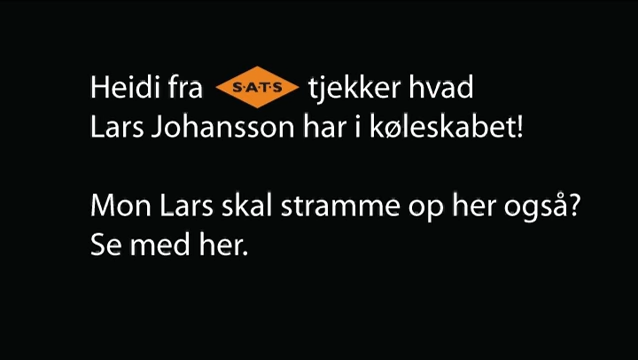 Heidi fra S·A·T·S tjekker hvad
Lars Johansson har i køleskabet!
Mon Lars skal stramme op her også?
Se med her.